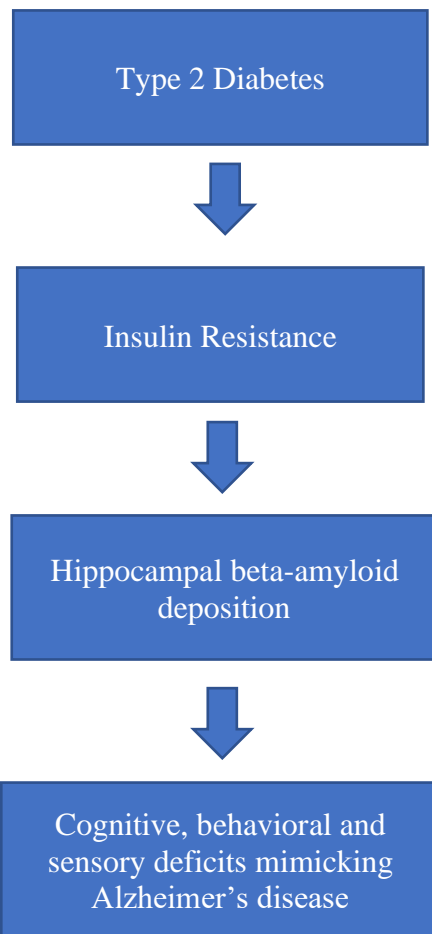 Type 2 Diabetes
Insulin Resistance
Hippocampal beta-amyloid
deposition
Cognitive, behavioral and
sensory deficits mimicking
Alzheimer’s disease